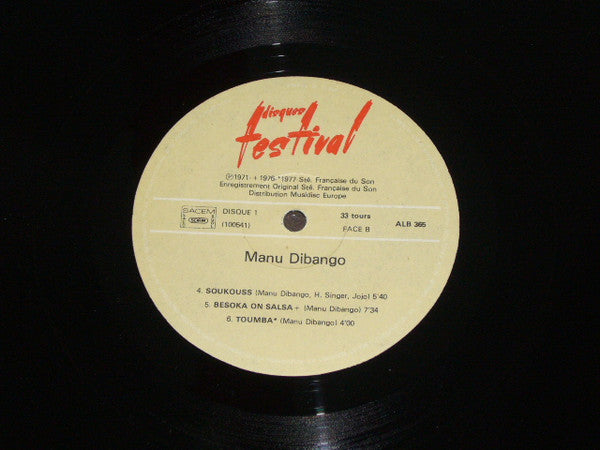 disques
festival
℗1971- + 1976-*1977 Sté. Française du Son
Enregistrement Original Sté. Française du Son
Distribution Musidisc Europe
SACEM DISQUE 1 33 tours ALB 365
(100541) FACE B
Manu Dibango
4. SOUKOUSS (Manu Dibango, H. Singer, Jojo) 5'40
5. BESOKA ON SALSA + (Manu Dibango) 7'34
6. TOUMBA* (Manu Dibango) 4'00